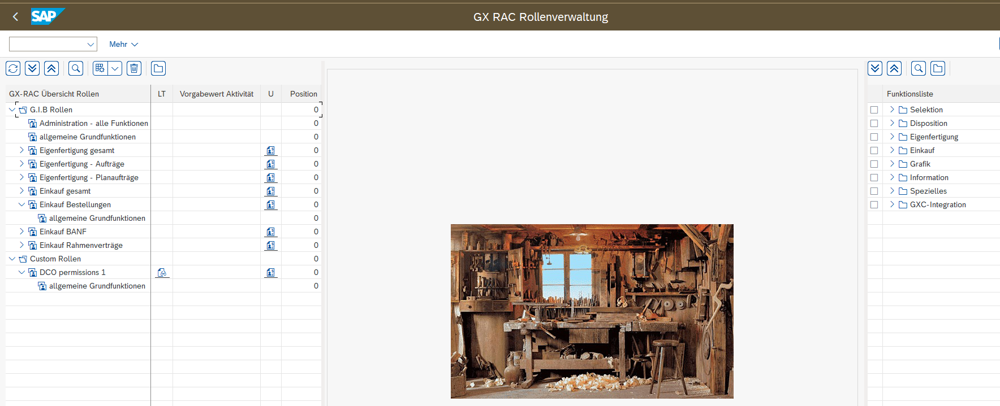 SAP
GX RAC Rollenverwaltung
Mehr
GX-RAC Übersicht Rollen LT Vorgabewert Aktivität U Position
G.I.B Rollen 0
Administration - alle Funktionen 0
allgemeine Grundfunktionen 0
Eigenfertigung gesamt 0
Eigenfertigung - Aufträge 0
Eigenfertigung - Planaufträge 0
Einkauf gesamt 0
Einkauf Bestellungen 0
allgemeine Grundfunktionen 0
Einkauf BANF 0
Einkauf Rahmenverträge 0
Custom Rollen 0
DCO permissions 1 0
allgemeine Grundfunktionen 0
Funktionsliste
Selektion
Disposition
Eigenfertigung
Einkauf
Grafik
Information
Spezielles
GXC-Integration